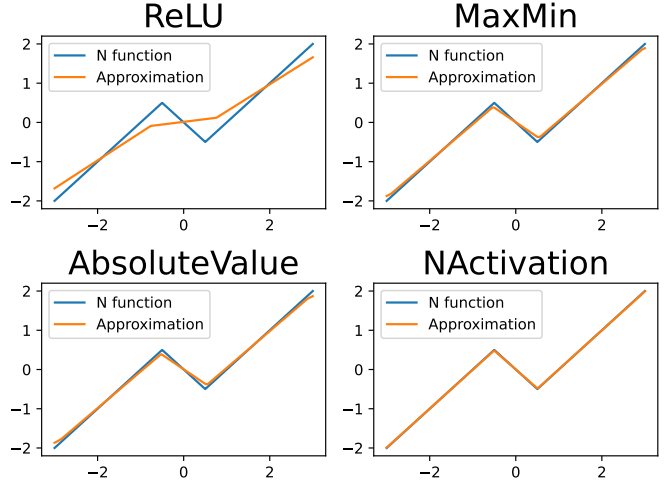 ReLU
2
1
0
−1
−2
N function
Approximation
−2
0
2
MaxMin
2
1
0
−1
−2
N function
Approximation
−2
0
2
AbsoluteValue
2
1
0
−1
−2
N function
Approximation
−2
0
2
NActivation
2
1
0
−1
−2
N function
Approximation
−2
0
2